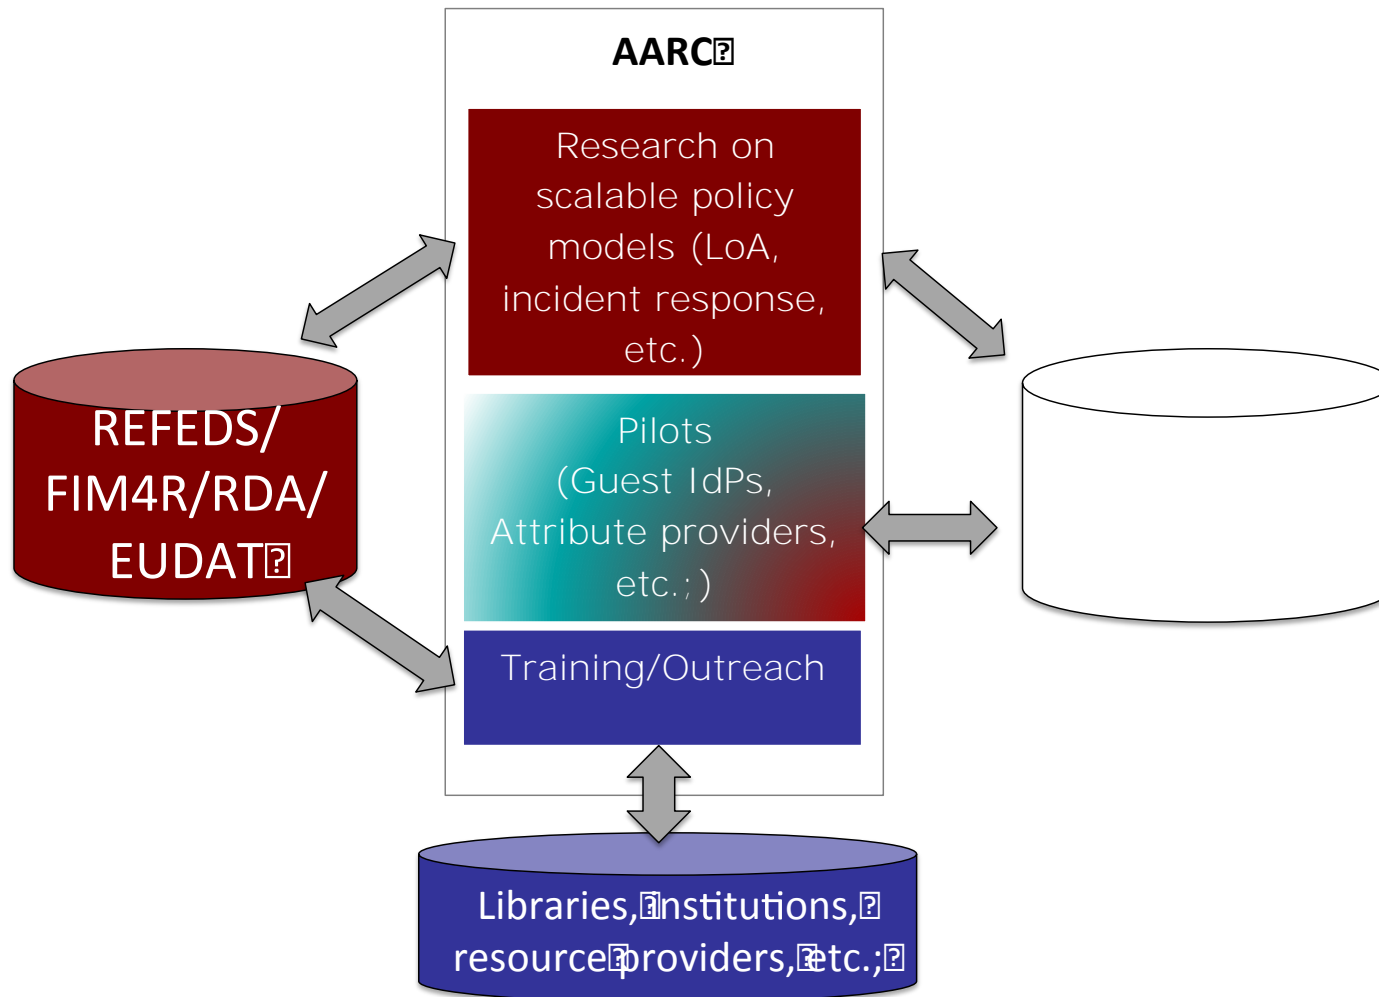 AARC
Research on
scalable policy
models (LoA,
incident response,
etc.)
REFEDS/
FIM4R/RDA/
EUDAT
Pilots
(Guest IdPs,
Attribute providers,
etc.;)
Training/Outreach
Libraries, institutions,
resource providers, etc.;